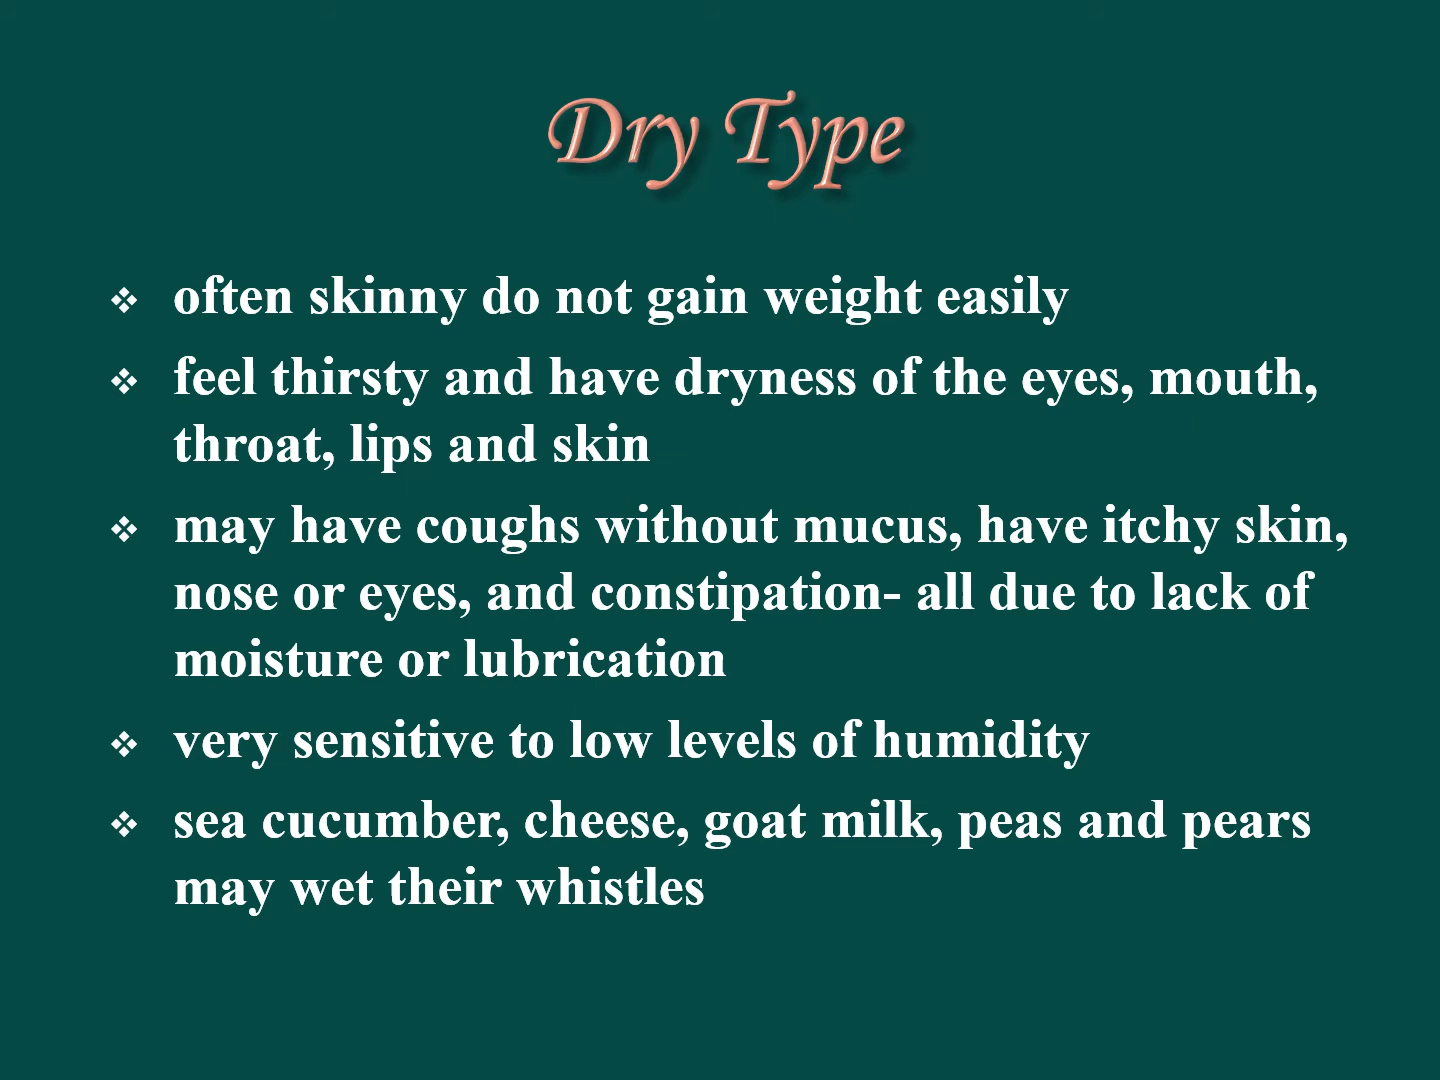 Dry Type
❖ often skinny do not gain weight easily
❖ feel thirsty and have dryness of the eyes, mouth,
throat, lips and skin
❖ may have coughs without mucus, have itchy skin,
nose or eyes, and constipation- all due to lack of
moisture or lubrication
❖ very sensitive to low levels of humidity
❖ sea cucumber, cheese, goat milk, peas and pears
may wet their whistles